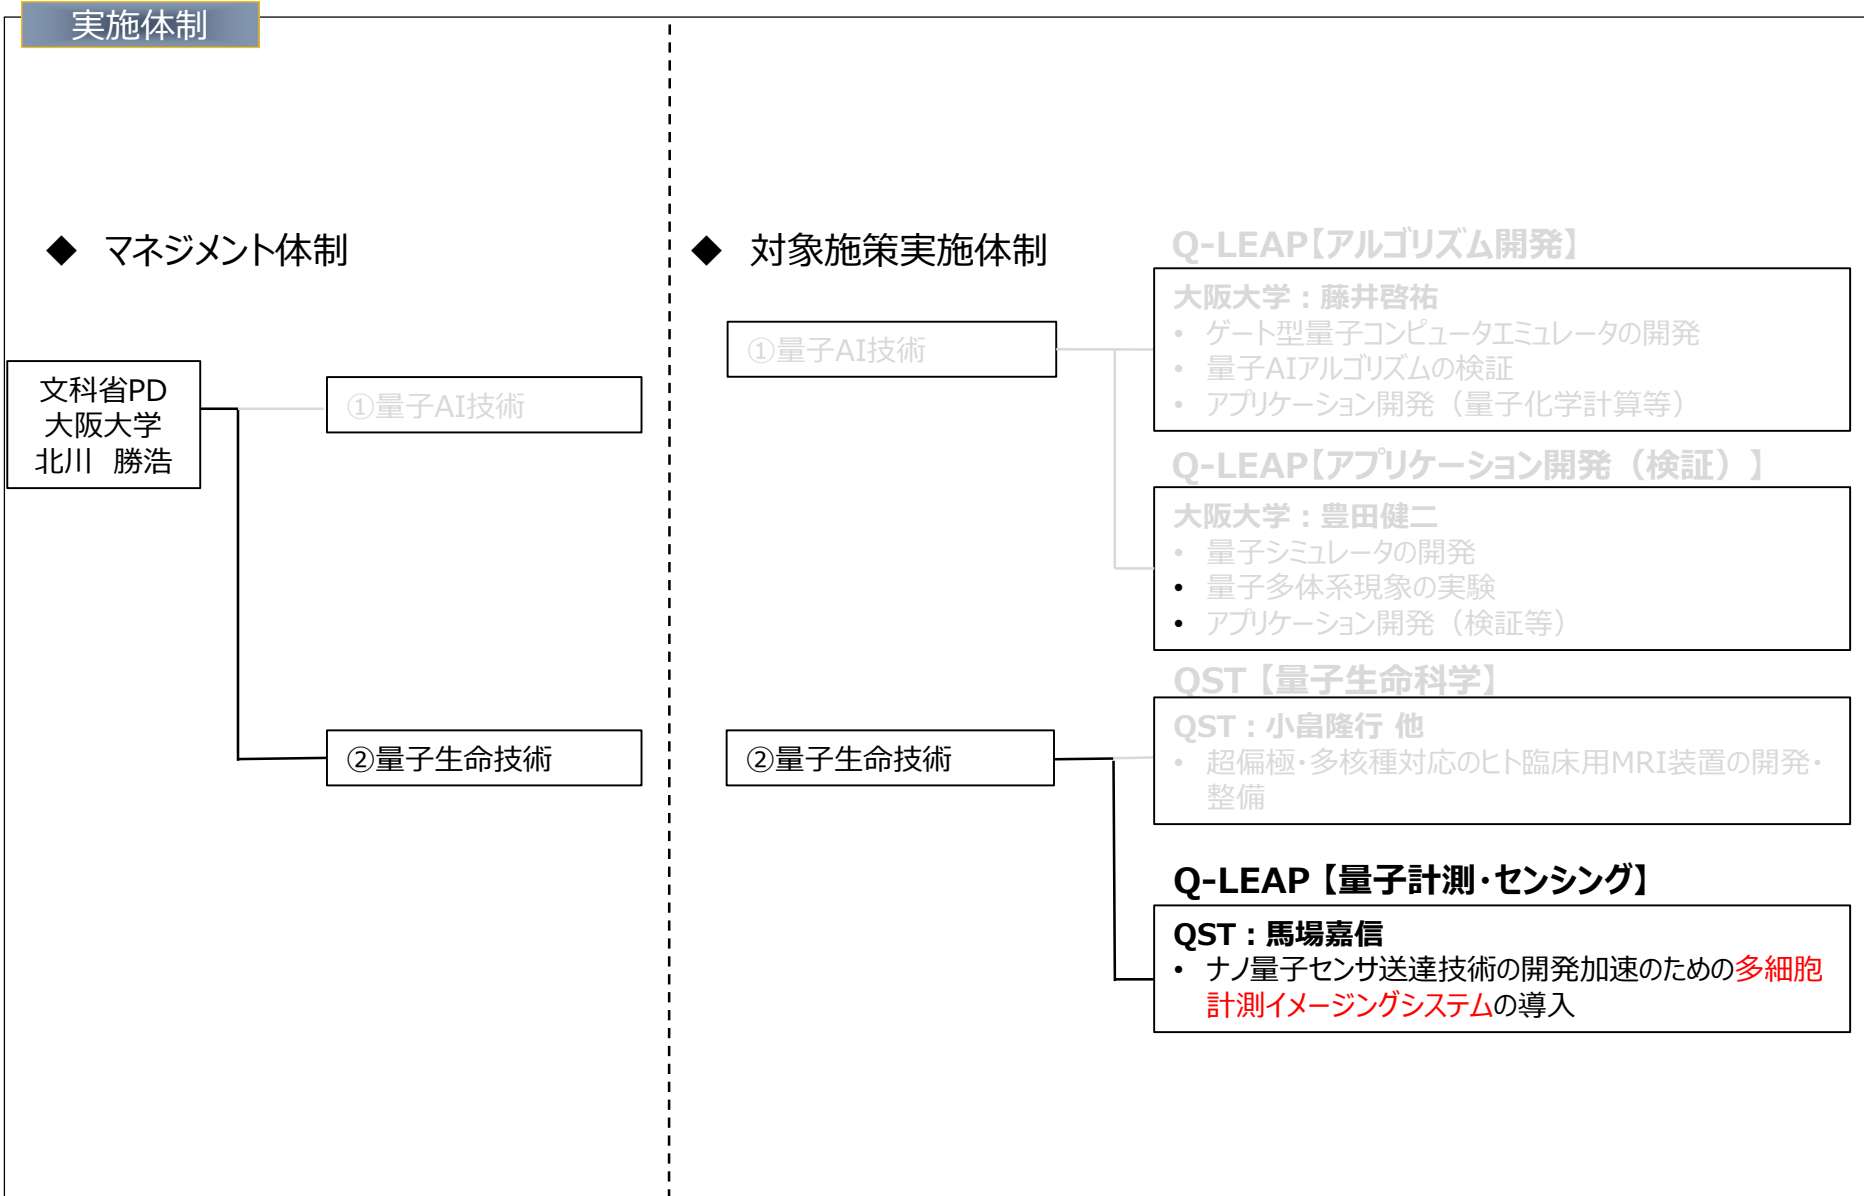 実施体制
◆ マネジメント体制
文科省PD
大阪大学
北川 勝浩
①量子AI技術
②量子生命技術
◆ 対象施策実施体制
①量子AI技術
②量子生命技術
Q-LEAP【アルゴリズム開発】
大阪大学：藤井啓祐
• ゲート型量子コンピュータエミュレータの開発
• 量子AIアルゴリズムの検証
• アプリケーション開発（量子化学計算等）
Q-LEAP【アプリケーション開発（検証）】
大阪大学：豊田健二
• 量子シミュレータの開発
• 量子多体系現象の実験
• アプリケーション開発（検証等）
QST【量子生命科学】
QST：小畠隆行 他
• 超偏極・多核種対応のヒト臨床用MRI装置の開発・
整備
Q-LEAP【量子計測・センシング】
QST：馬場嘉信
• ナノ量子センサ送達技術の開発加速のための多細胞
計測イメージングシステムの導入